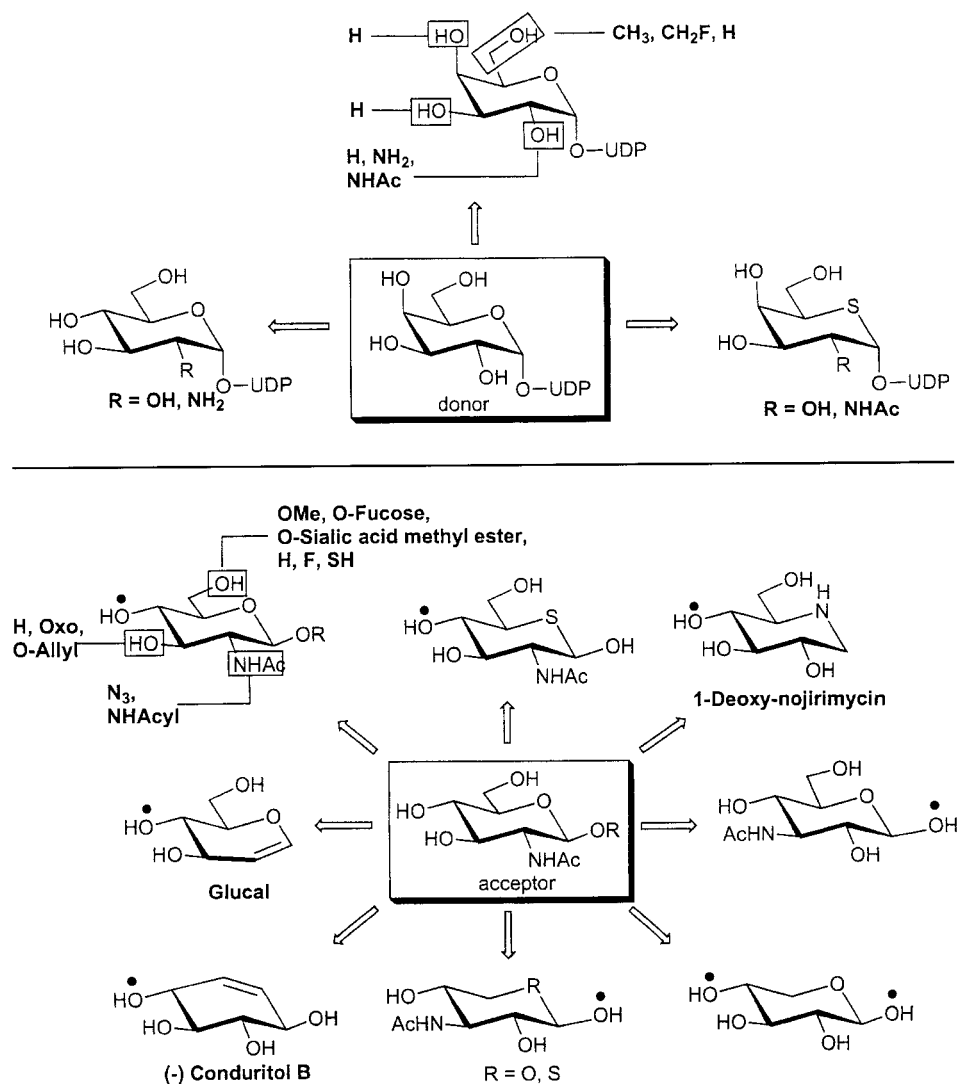 H
HO
OH
CH3, CH2F, H
O
H
HO
OH
O
UDP
H, NH2,
NHAc
OH
HO
O
HO
R
O
UDP
R = OH, NH2
HO
OH
O
HO
OH
O
UDP
donor
HO
OH
S
HO
R
O
UDP
R = OH, NHAc
OMe, O-Fucose,
O-Sialic acid methyl ester,
H, F, SH
OH
HO
O
H, Oxo,
O-Allyl
HO
OR
NHAc
N3,
NHAcyl
OH
HO
S
HO
OH
NHAc
OH
H
N
HO
HO
OH
1-Deoxy-nojirimycin
OH
HO
O
HO
Glucal
OH
HO
O
HO
OR
NHAc
acceptor
OH
HO
O
AcHN
OH
OH
HO
HO
OH
OH
(-) Conduritol B
R
HO
AcHN
OH
OH
R = O, S
O
HO
HO
OH
OH